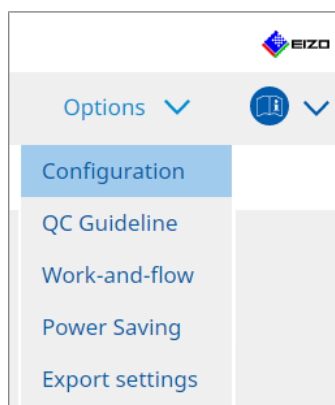 EIZO
Options
Configuration
QC Guideline
Work-and-flow
Power Saving
Export settings